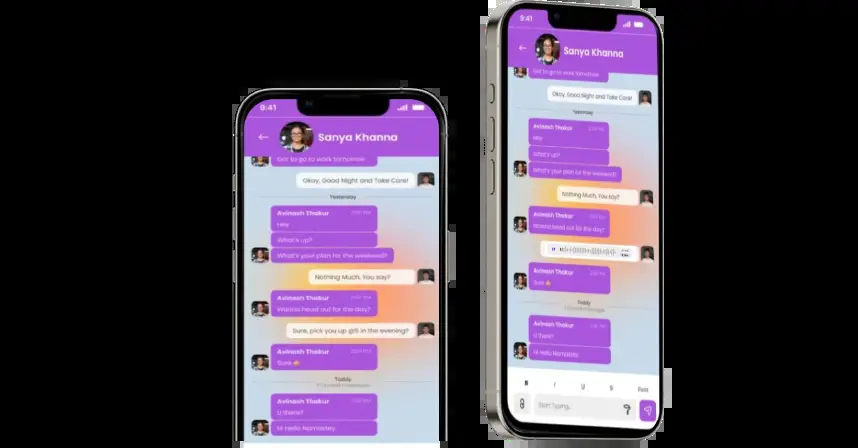 9:41
Sanya Khanna
Got to go to work tomorrow
Okay, Good Night and Take Care!
Yesterday
Avinash Thakur
Hey
What's up?
What's your plan for the weekend?
Nothing Much, You say?
Avinash Thakur
Wanna head out for the day?
Sure, pick you up @5 in the evening?
Avinash Thakur
Sure 👍
Today
Avinash Thakur
U there?
Hi Hello Namastey
9:41
Sanya Khanna
Got to go to work tomorrow
Okay, Good Night and Take Care!
Yesterday
Avinash Thakur
Hey
What's up?
What's your plan for the weekend?
Nothing Much, You say?
Avinash Thakur
Wanna head out for the day?
Avinash Thakur
Sure 👍
Today
Avinash Thakur
U there?
Hi Hello Namastey
B I U S Font
Start Typing..